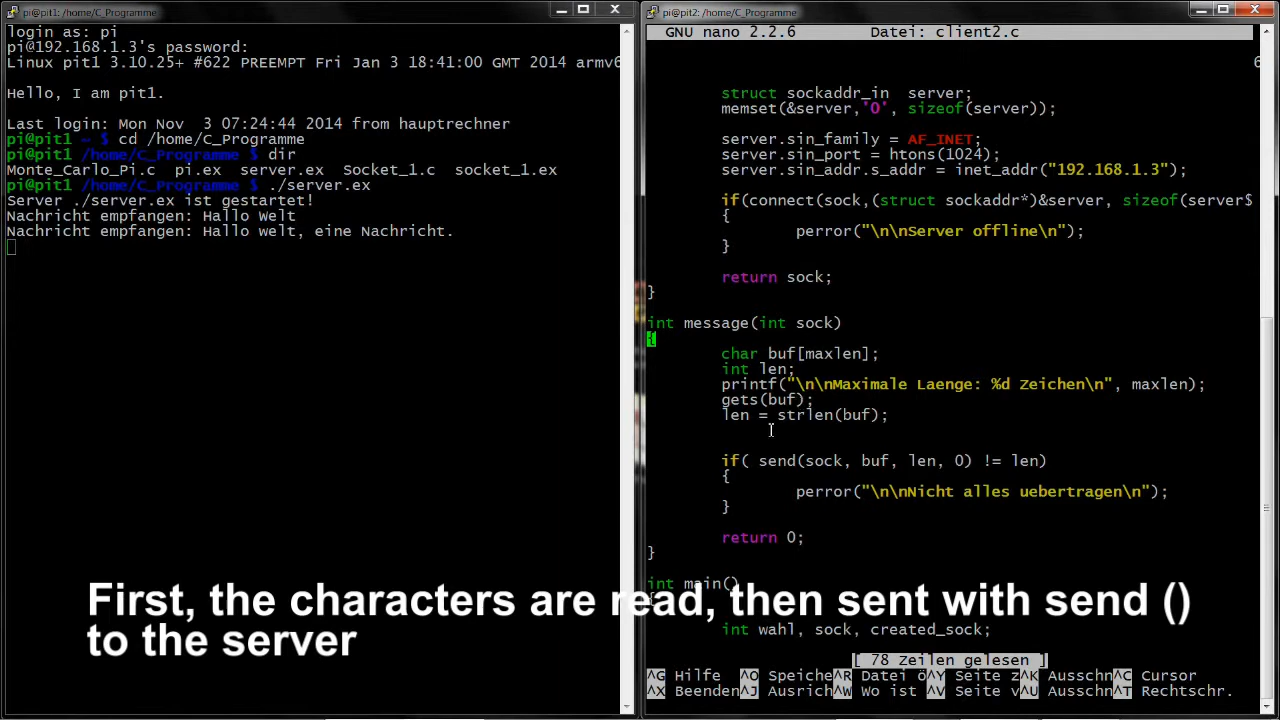 pi@pit1: /home/C_Programme
login as: pi
pi@192.168.1.3's password:
Linux pit1 3.10.25+ #622 PREEMPT Fri Jan 3 18:41:00 GMT 2014 armv6
Hello, I am pit1.
Last login: Mon Nov  3 07:24:44 2014 from hauptrechner
pi@pit1 ~ $ cd /home/C_Programme
pi@pit1 /home/C_Programme $ dir
Monte_Carlo_Pi.c  pi.ex  server.ex  Socket_1.c  socket_1.ex
pi@pit1 /home/C_Programme $ ./server.ex
Server ./server.ex ist gestartet!
Nachricht empfangen: Hallo Welt
Nachricht empfangen: Hallo welt, eine Nachricht.
pi@pit2: /home/C_Programme
GNU nano 2.2.6 Datei: client2.c
6
struct sockaddr_in  server;
memset(&server,'0', sizeof(server));
server.sin_family = AF_INET;
server.sin_port = htons(1024);
server.sin_addr.s_addr = inet_addr("192.168.1.3");
if(connect(sock,(struct sockaddr*)&server, sizeof(server$
{
perror("\n\nServer offline\n");
}
return sock;
}
int message(int sock)
{
char buf[maxlen];
int len;
printf("\n\nMaximale Laenge: %d Zeichen\n", maxlen);
gets(buf);
len = strlen(buf);
if( send(sock, buf, len, 0) != len)
{
perror("\n\nNicht alles uebertragen\n");
}
return 0;
}
int main()
int wahl, sock, created_sock;
[ 78 Zeilen gelesen ]
^G Hilfe ^O Speiche^R Datei ö^Y Seite z^K Ausschn^C Cursor
^X Beenden^J Ausrich^W Wo ist ^V Seite v^U Ausschn^T Rechtschr.
First, the characters are read, then sent with send ()
to the server